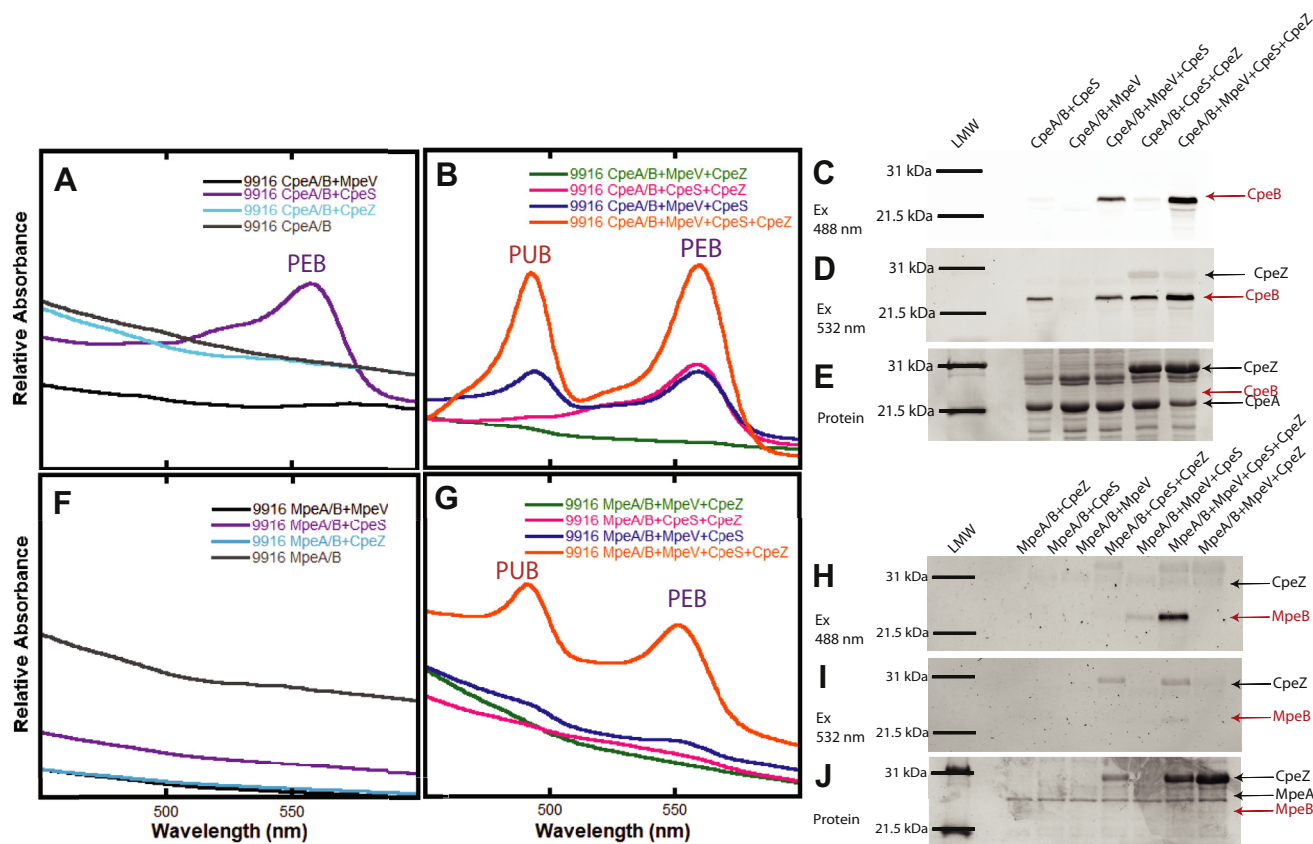 A
9916 CpeA/B+MpeV
9916 CpeA/B+CpeS
9916 CpeA/B+CpeZ
9916 CpeA/B
PEB
Relative Absorbance
B
9916 CpeA/B+MpeV+CpeZ
9916 CpeA/B+CpeS+CpeZ
9916 CpeA/B+MpeV+CpeS
9916 CpeA/B+MpeV+CpeS+CpeZ
PUB
PEB
LMW
CpeA/B+CpeS
CpeA/B+MpeV
CpeA/B+MpeV+CpeS
CpeA/B+CpeS+CpeZ
CpeA/B+MpeV+CpeS+CpeZ
C
Ex
488 nm
31 kDa
21.5 kDa
CpeB
D
Ex
532 nm
31 kDa
21.5 kDa
CpeZ
CpeB
E
Protein
31 kDa
21.5 kDa
CpeZ
CpeB
CpeA
F
9916 MpeA/B+MpeV
9916 MpeA/B+CpeS
9916 MpeA/B+CpeZ
9916 MpeA/B
Relative Absorbance
500
550
Wavelength (nm)
G
9916 MpeA/B+MpeV+CpeZ
9916 MpeA/B+CpeS+CpeZ
9916 MpeA/B+MpeV+CpeS
9916 MpeA/B+MpeV+CpeS+CpeZ
PUB
PEB
500
550
Wavelength (nm)
LMW
MpeA/B+CpeZ
MpeA/B+CpeS
MpeA/B+MpeV
MpeA/B+CpeS+CpeZ
MpeA/B+MpeV+CpeS
MpeA/B+MpeV+CpeS+CpeZ
MpeA/B+MpeV+CpeZ
H
Ex
488 nm
31 kDa
21.5 kDa
CpeZ
MpeB
I
Ex
532 nm
31 kDa
21.5 kDa
CpeZ
MpeB
J
Protein
31 kDa
21.5 kDa
CpeZ
MpeA
MpeB